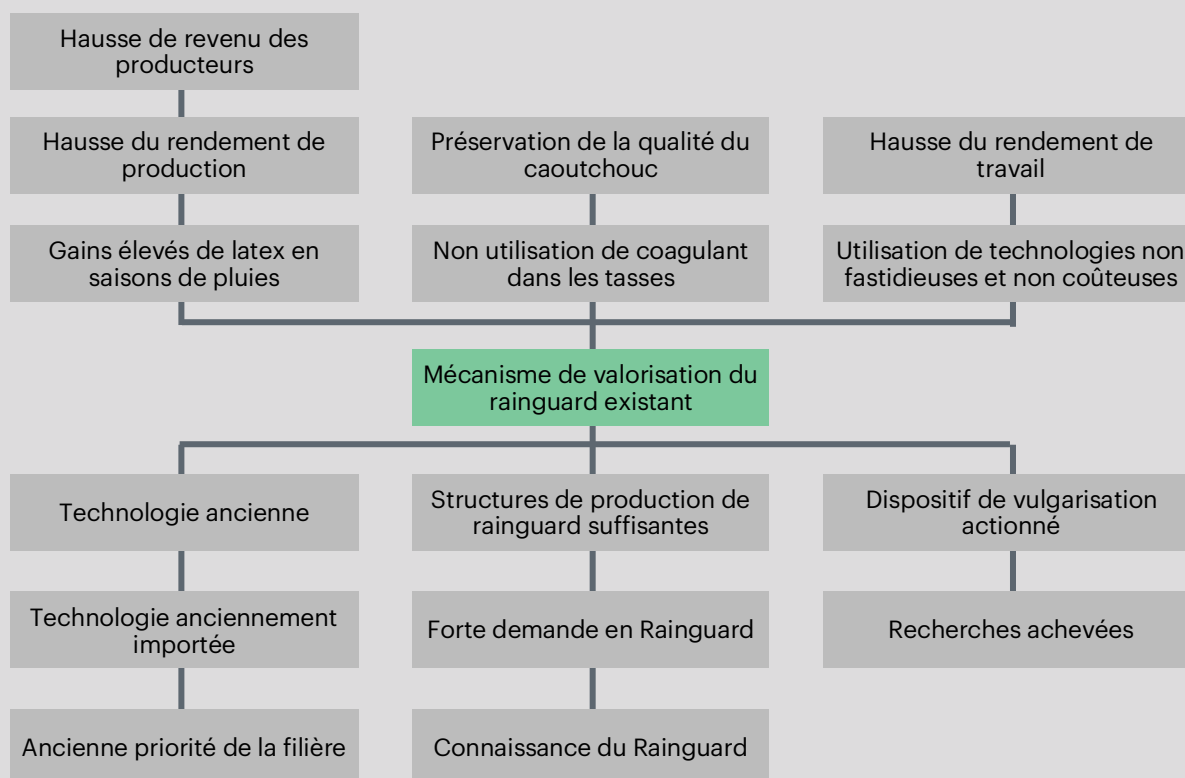 Hausse de revenu des
producteurs
Hausse du rendement de
production
Préservation de la qualité du
caoutchouc
Hausse du rendement de
travail
Gains élevés de latex en
saisons de pluies
Non utilisation de coagulant
dans les tasses
Utilisation de technologies non
fastidieuses et non coûteuses
Mécanisme de valorisation du
rainguard existant
Technologie ancienne
Structures de production de
rainguard suffisantes
Dispositif de vulgarisation
actionné
Technologie anciennement
importée
Forte demande en Rainguard
Recherches achevées
Ancienne priorité de la filière
Connaissance du Rainguard